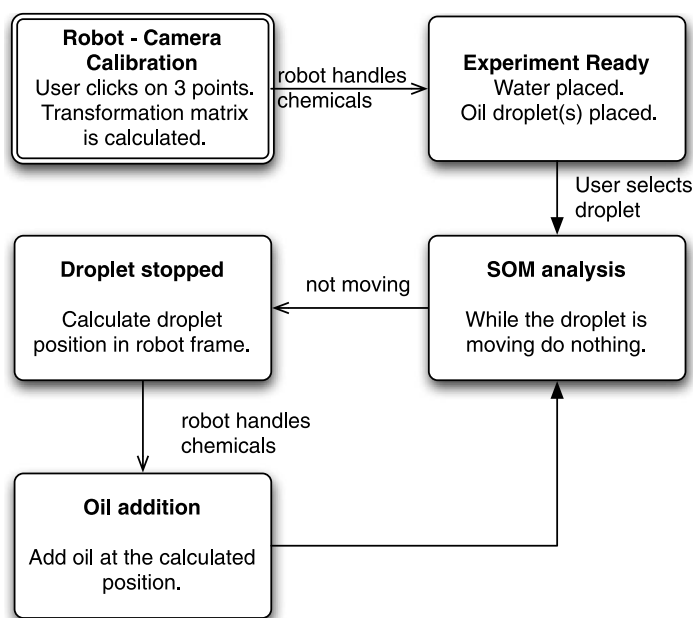 Robot - Camera
Calibration
User clicks on 3 points.
Transformation matrix
is calculated.
robot handles
chemicals
Experiment Ready
Water placed.
Oil droplet(s) placed.
User selects
droplet
SOM analysis
While the droplet is
moving do nothing.
not moving
Droplet stopped
Calculate droplet
position in robot frame.
robot handles
chemicals
Oil addition
Add oil at the calculated
position.